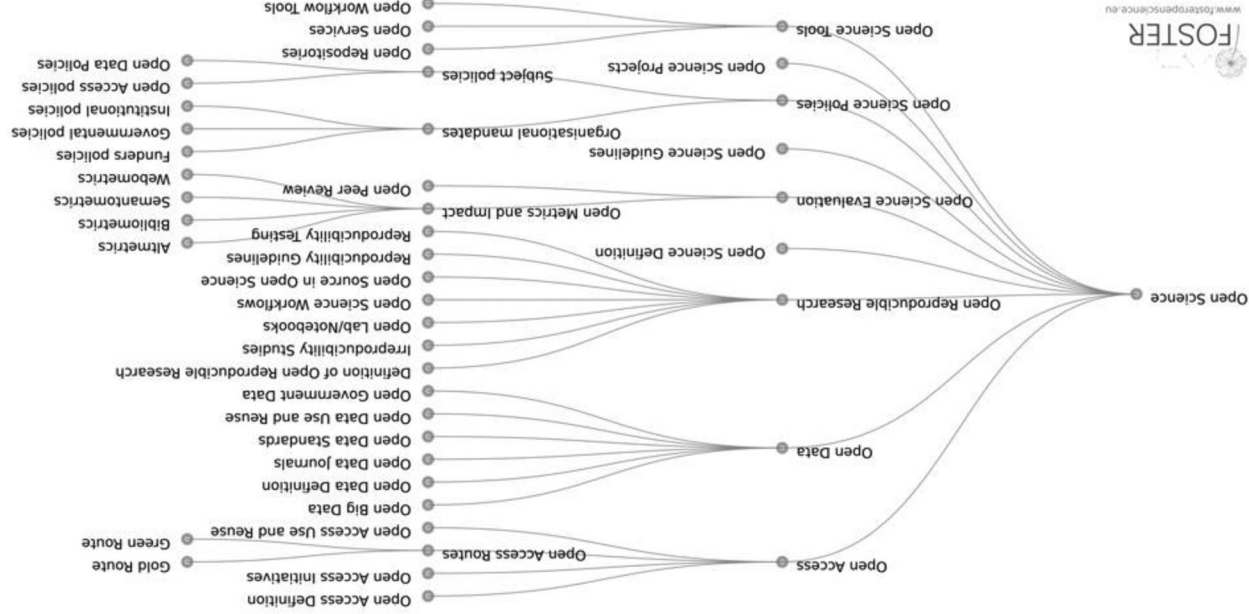 Open Science
Open Access
Open Access Definition
Open Access Initiatives
Open Access Routes
Gold Route
Green Route
Open Access Use and Reuse
Open Data
Open Big Data
Open Data Definition
Open Data Journals
Open Data Standards
Open Data Use and Reuse
Open Government Data
Open Reproducible Research
Definition of Open Reproducible Research
Irreproducibility Studies
Open Lab/Notebooks
Open Science Workflows
Open Source in Open Science
Reproducibility Guidelines
Reproducibility Testing
Open Science Definition
Open Science Evaluation
Open Metrics and Impact
Altmetrics
Bibliometrics
Semantometrics
Webometrics
Open Peer Review
Open Science Guidelines
Open Science Policies
Organisational mandates
Funders policies
Governmental policies
Institutional policies
Subject policies
Open Access policies
Open Data Policies
Open Science Projects
Open Science Tools
Open Repositories
Open Services
Open Workflow Tools
FOSTER
www.fosteropenscience.eu